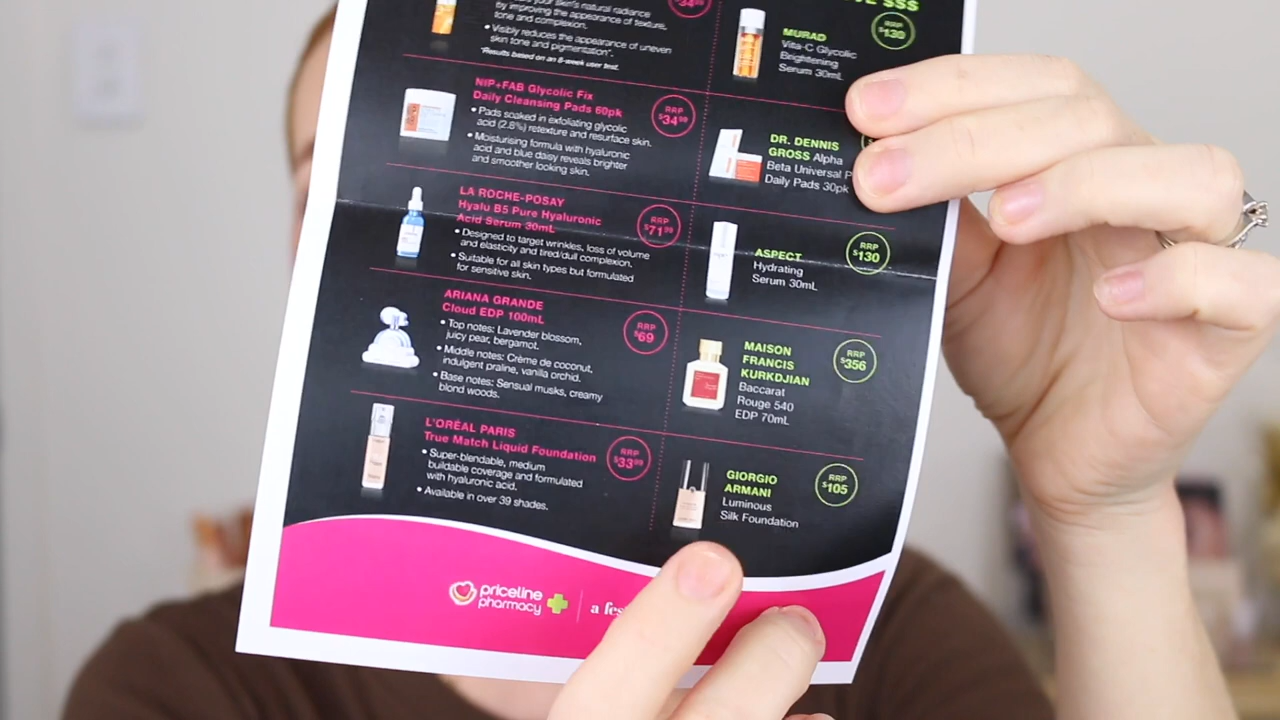 your skin's natural radiance
by improving the appearance of texture,
tone and complexion.
• Visibly reduces the appearance of uneven
skin tone and pigmentation*.
*Results based on an 8-week user test.
$34⁹⁹
$$$
MURAD
Vita-C Glycolic
Brightening
Serum 30mL
RRP
$130
NIP+FAB Glycolic Fix
Daily Cleansing Pads 60pk
• Pads soaked in exfoliating glycolic
acid (2.8%) retexture and resurface skin.
• Moisturising formula with hyaluronic
acid and blue daisy reveals brighter
and smoother looking skin.
RRP
$34⁹⁹
DR. DENNIS
GROSS Alpha
Beta Universal P
Daily Pads 30pk
LA ROCHE-POSAY
Hyalu B5 Pure Hyaluronic
Acid Serum 30mL
• Designed to target wrinkles, loss of volume
and elasticity and tired/dull complexion.
• Suitable for all skin types but formulated
for sensitive skin.
RRP
$71⁹⁹
ASPECT
Hydrating
Serum 30mL
RRP
$130
ARIANA GRANDE
Cloud EDP 100mL
• Top notes: Lavender blossom,
juicy pear, bergamot.
• Middle notes: Crème de coconut,
indulgent praline, vanilla orchid.
• Base notes: Sensual musks, creamy
blond woods.
RRP
$69
MAISON
FRANCIS
KURKDJIAN
Baccarat
Rouge 540
EDP 70mL
RRP
$356
L'ORÉAL PARIS
True Match Liquid Foundation
• Super-blendable, medium
buildable coverage and formulated
with hyaluronic acid.
• Available in over 39 shades.
RRP
$33⁹⁹
GIORGIO
ARMANI
Luminous
Silk Foundation
RRP
$105
priceline
pharmacy
a fes